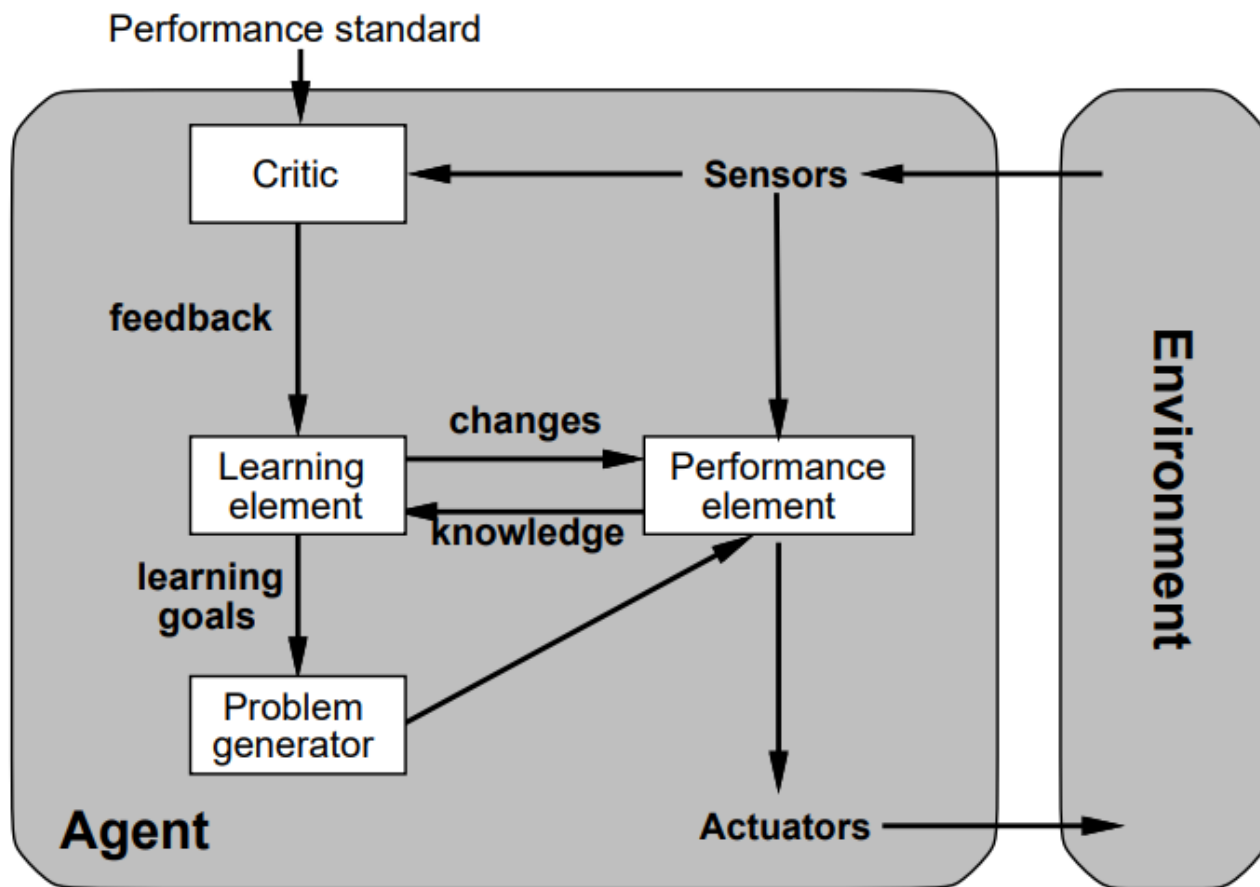 Performance standard
Critic
Sensors
feedback
changes
Learning
element
Performance
element
knowledge
learning
goals
Problem
generator
Agent
Actuators
Environment